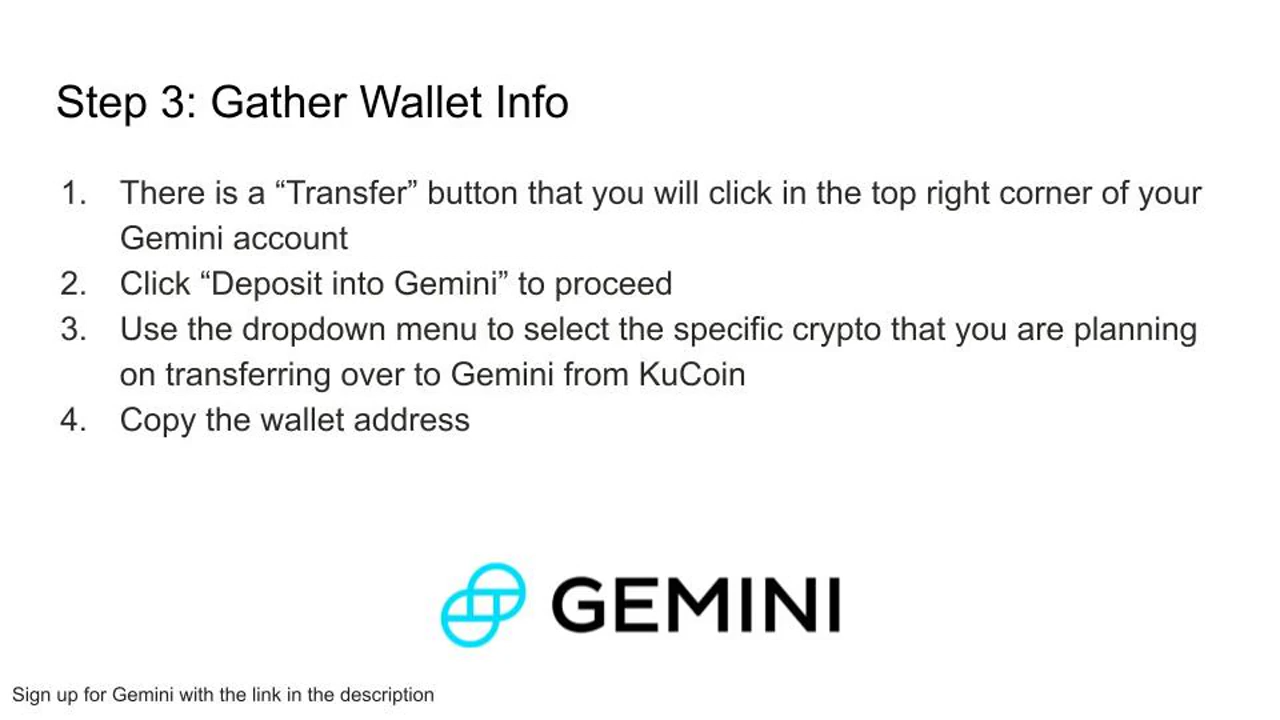 Step 3: Gather Wallet Info
1. There is a “Transfer” button that you will click in the top right corner of your
Gemini account
2. Click “Deposit into Gemini” to proceed
3. Use the dropdown menu to select the specific crypto that you are planning
on transferring over to Gemini from KuCoin
4. Copy the wallet address
GEMINI
Sign up for Gemini with the link in the description